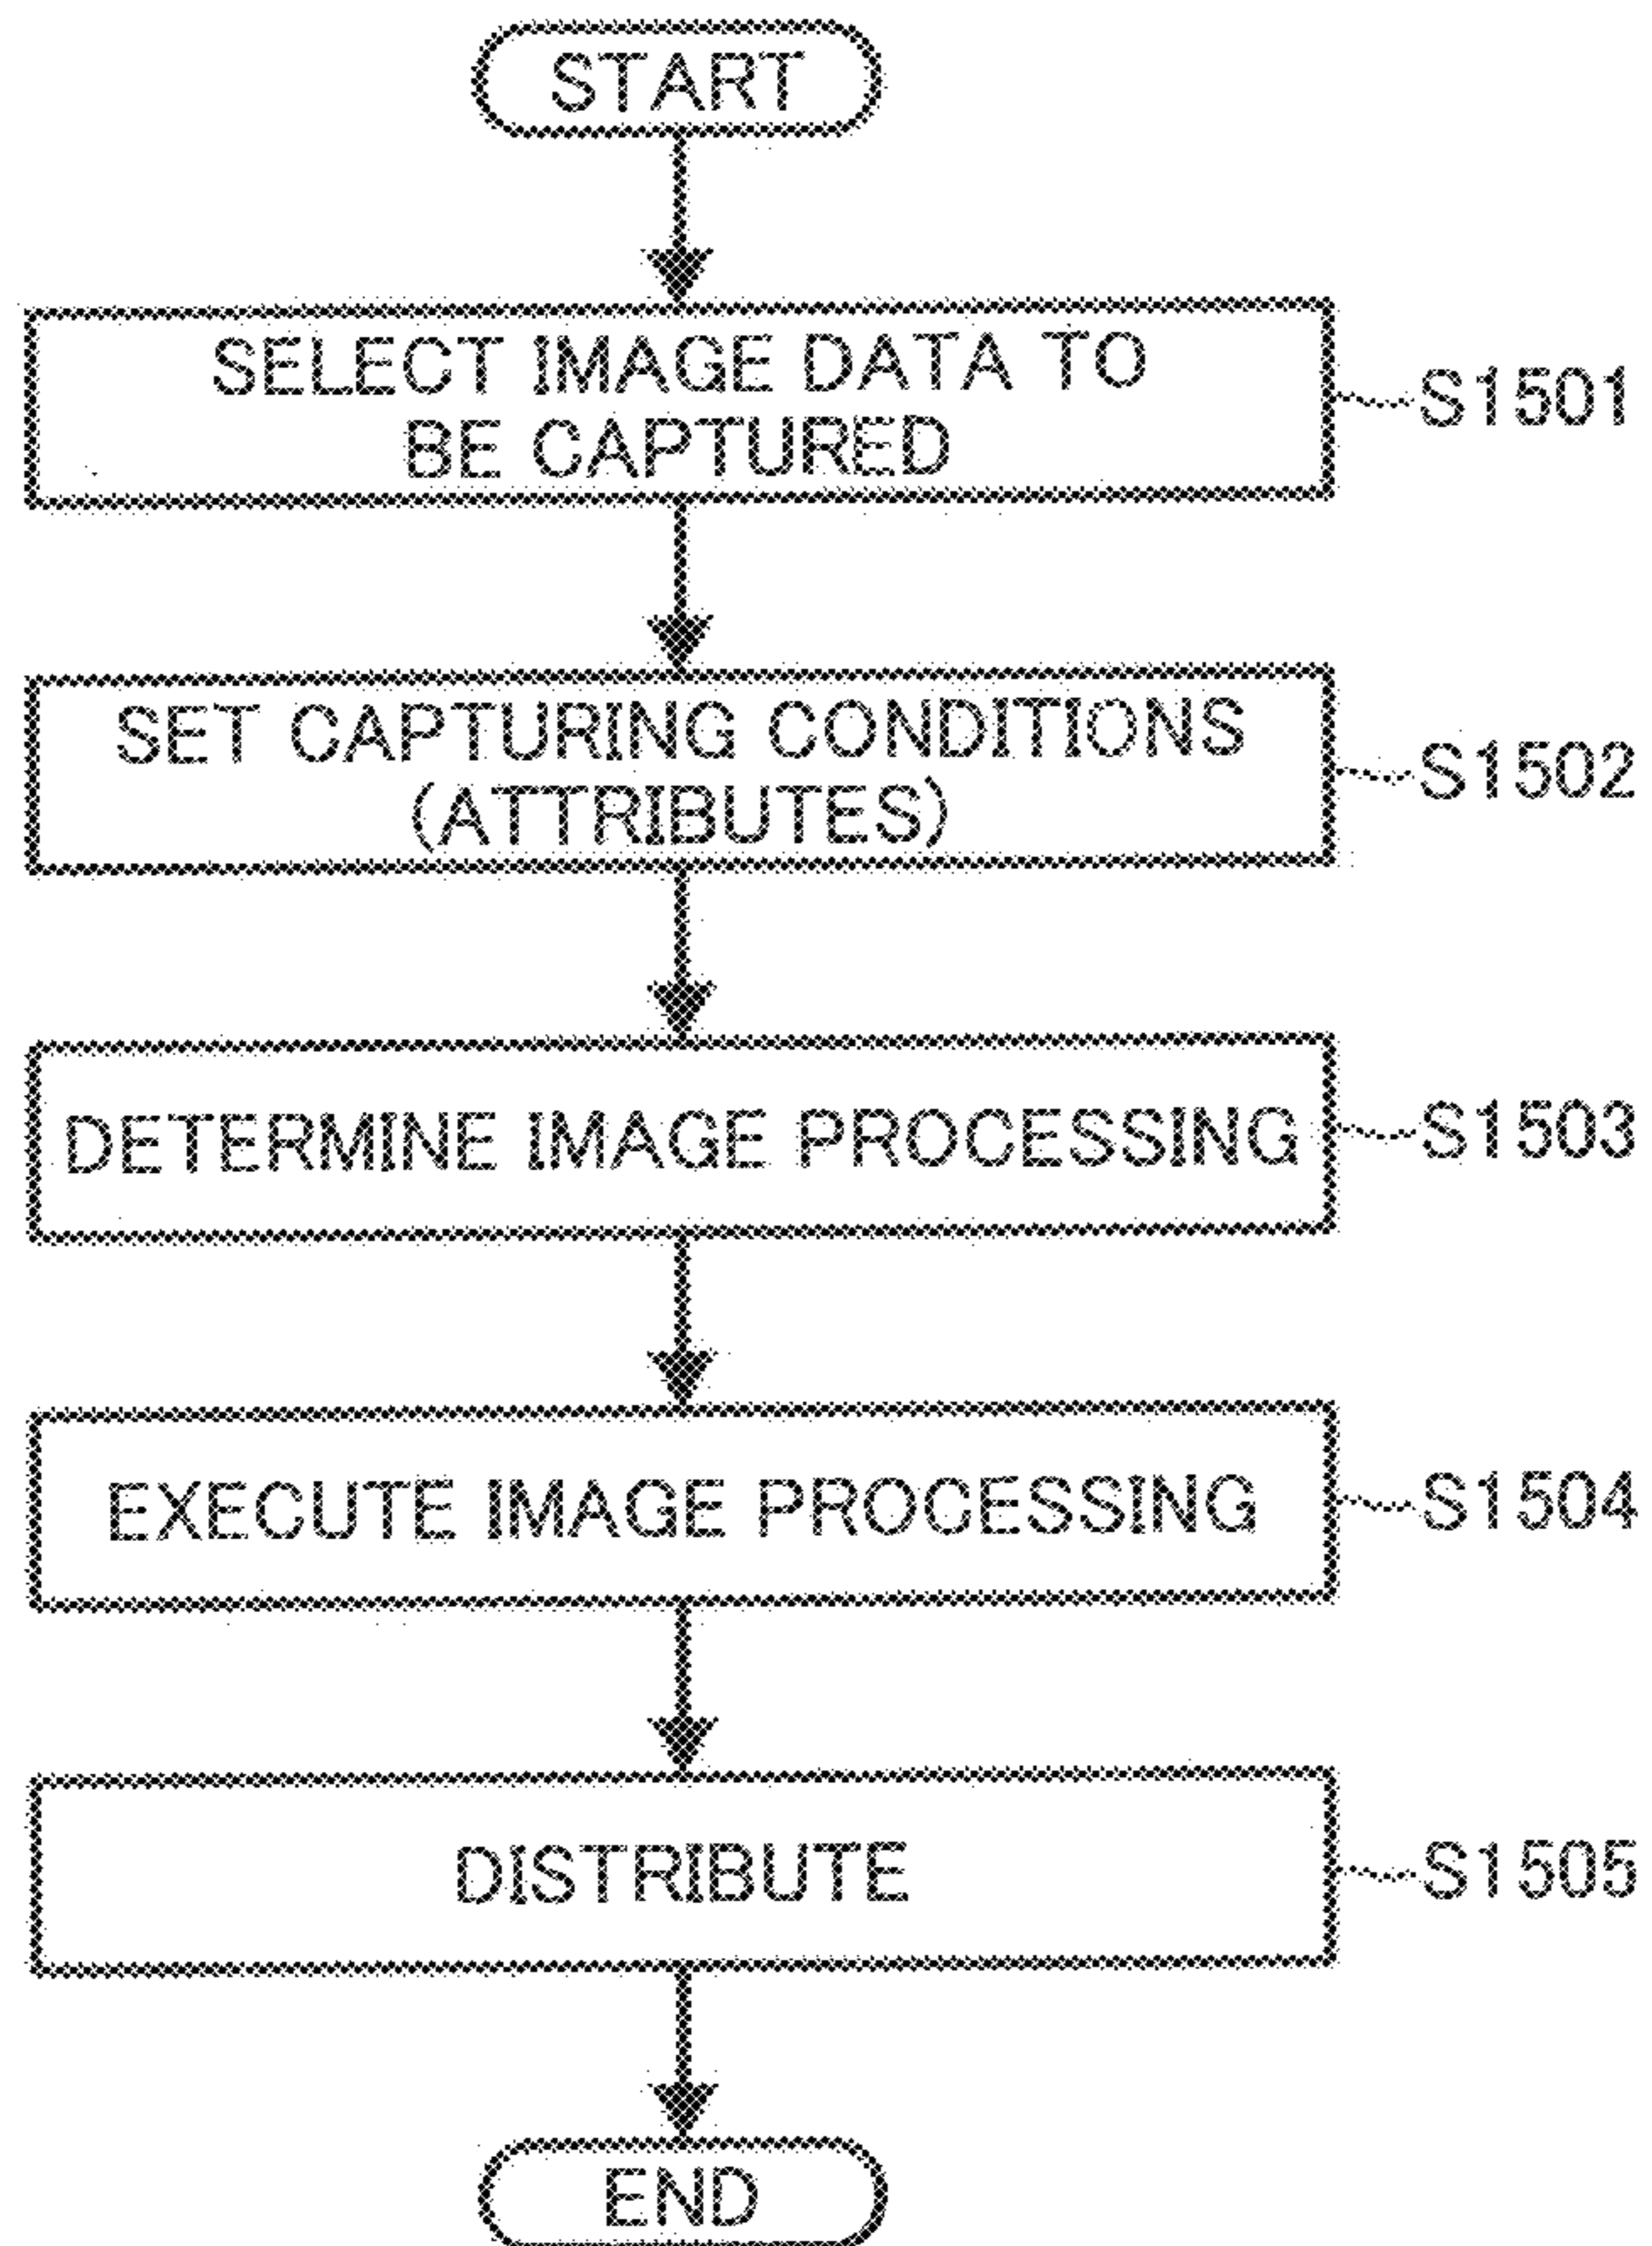 START
SELECT IMAGE DATA TO
BE CAPTURED
S1501
SET CAPTURING CONDITIONS
(ATTRIBUTES)
S1502
DETERMINE IMAGE PROCESSING
S1503
EXECUTE IMAGE PROCESSING
S1504
DISTRIBUTE
S1505
END